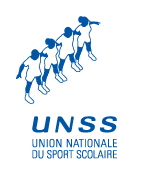 UNSS
UNION NATIONALE
DU SPORT SCOLAIRE